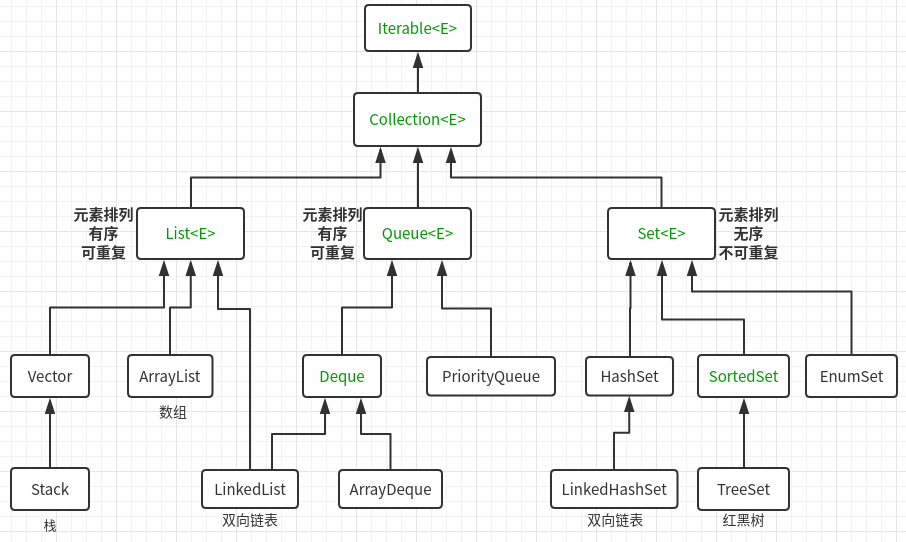 Iterable<E>
Collection<E>
元素排列
有序
可重复
List<E>
元素排列
有序
可重复
Queue<E>
Set<E>
元素排列
无序
不可重复
Vector
ArrayList
数组
Deque
PriorityQueue
HashSet
SortedSet
EnumSet
Stack
栈
LinkedList
双向链表
ArrayDeque
LinkedHashSet
双向链表
TreeSet
红黑树